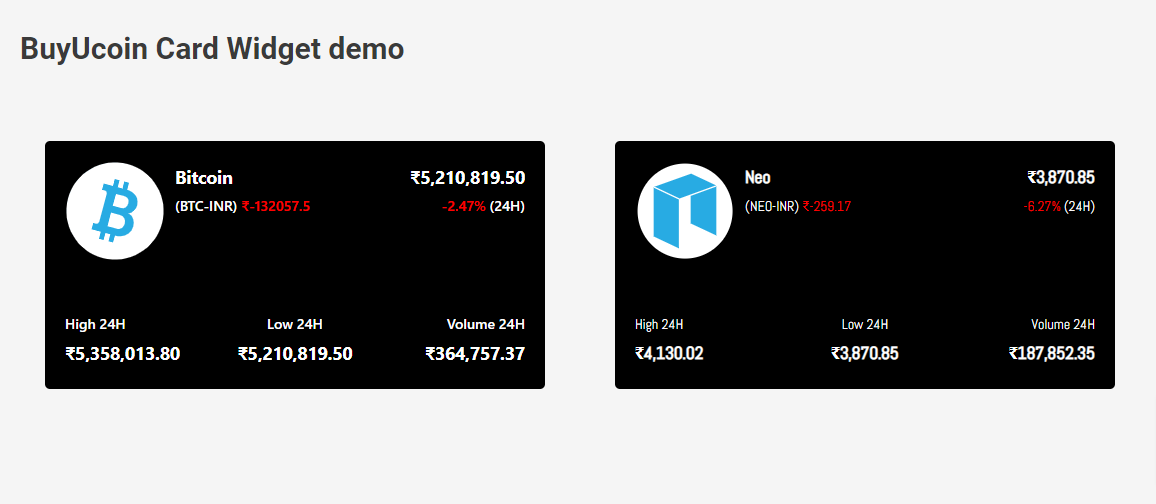 BuyUcoin Card Widget demo
Bitcoin ₹5,210,819.50
(BTC-INR) ₹-132057.5 -2.47% (24H)
High 24H Low 24H Volume 24H
₹5,358,013.80 ₹5,210,819.50 ₹364,757.37
Neo ₹3,870.85
(NEO-INR) ₹-259.17 -6.27% (24H)
High 24H Low 24H Volume 24H
₹4,130.02 ₹3,870.85 ₹187,852.35